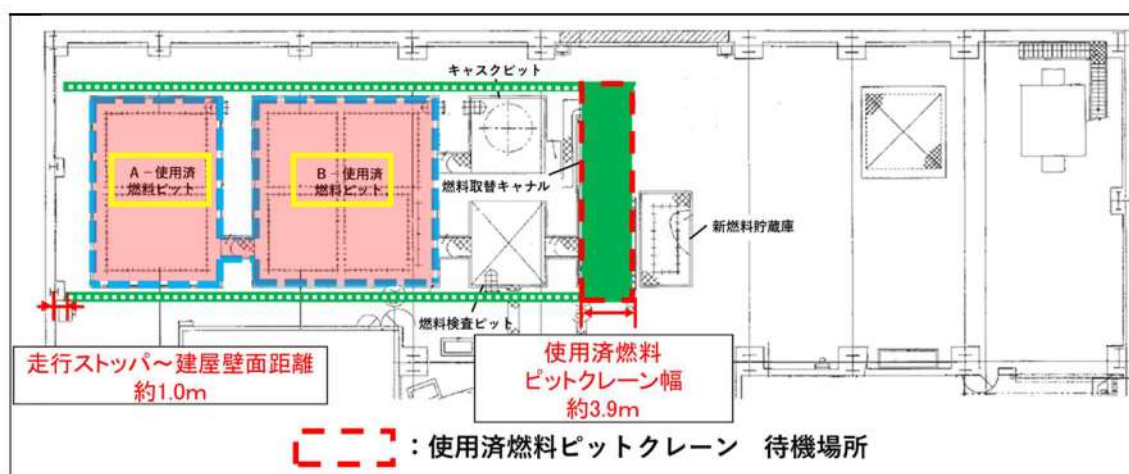 キャスクピット
A－使用済
燃料ピット
B－使用済
燃料ピット
燃料取替キャナル
新燃料貯蔵庫
燃料検査ピット
走行ストッパ～建屋壁面距離
約1.0m
使用済燃料
ピットクレーン幅
約3.9m
：使用済燃料ピットクレーン　待機場所